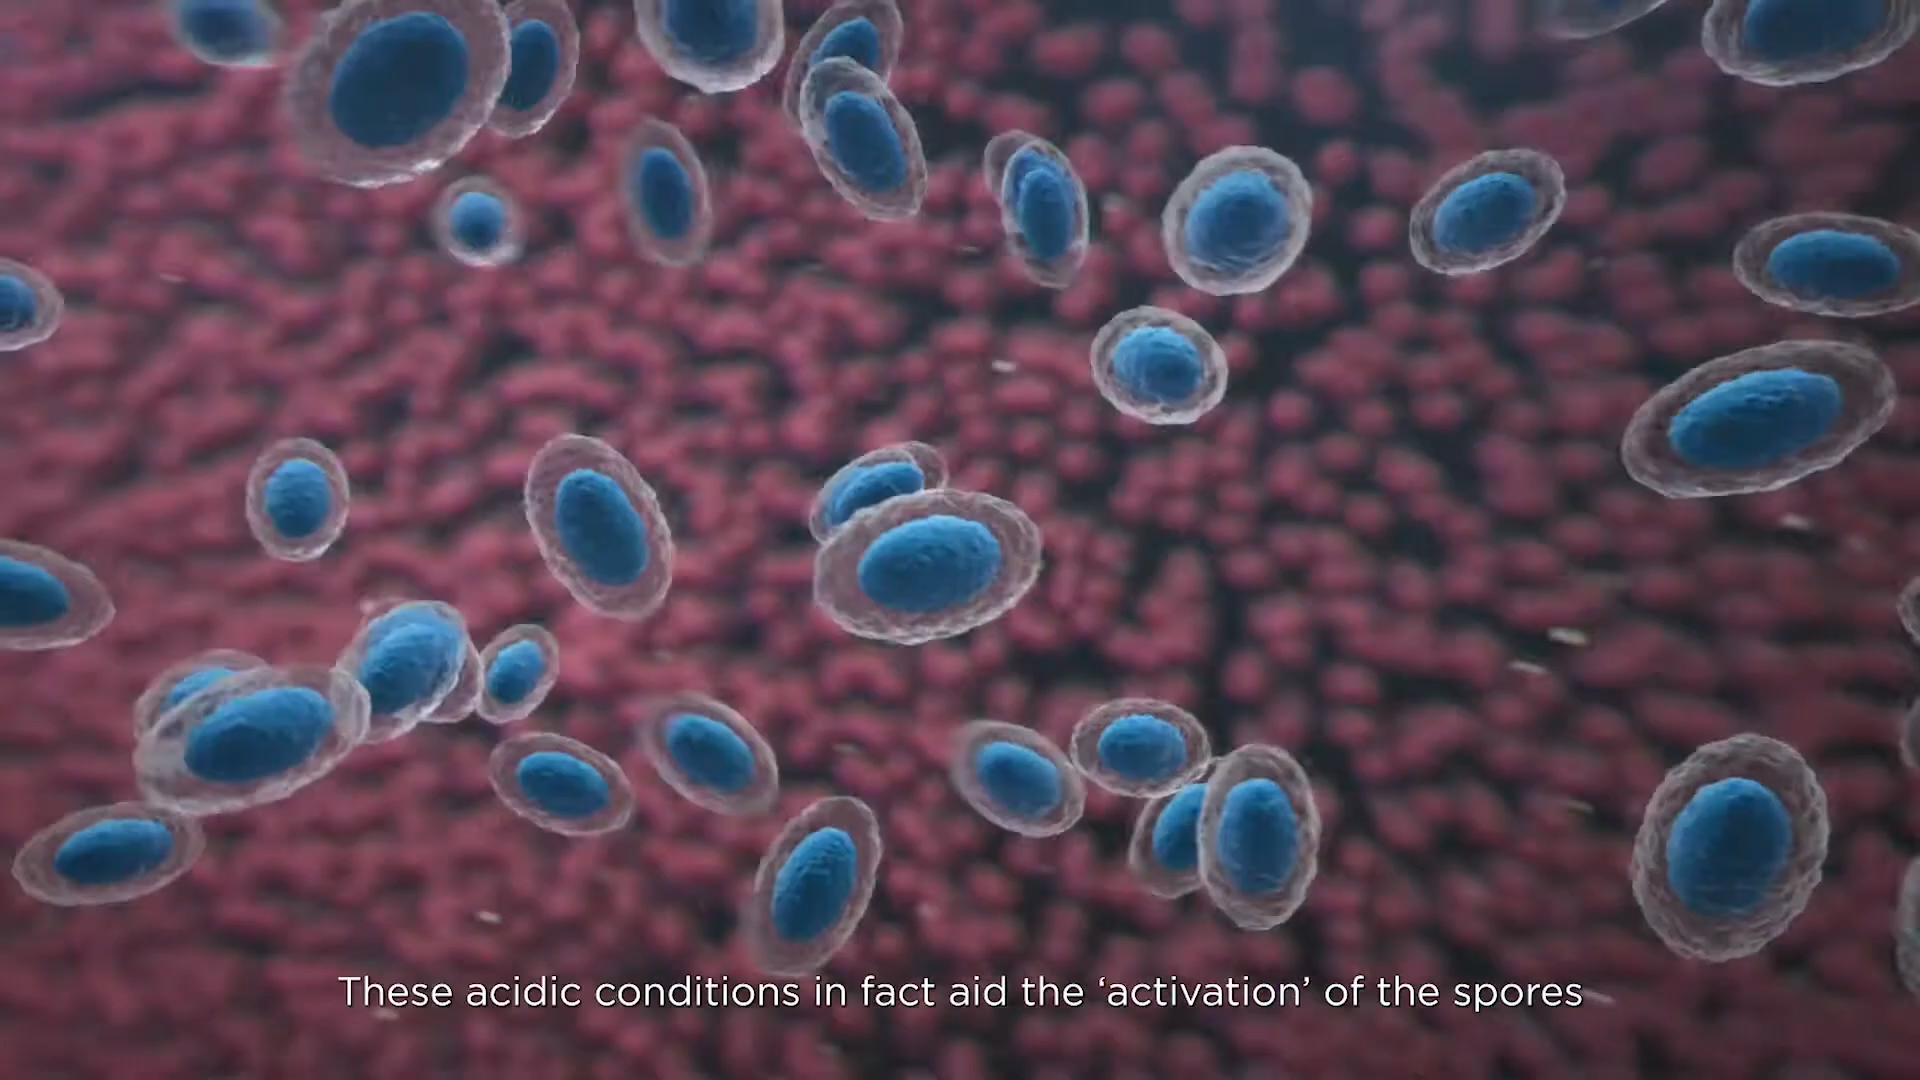 These acidic conditions in fact aid the ‘activation’ of the spores